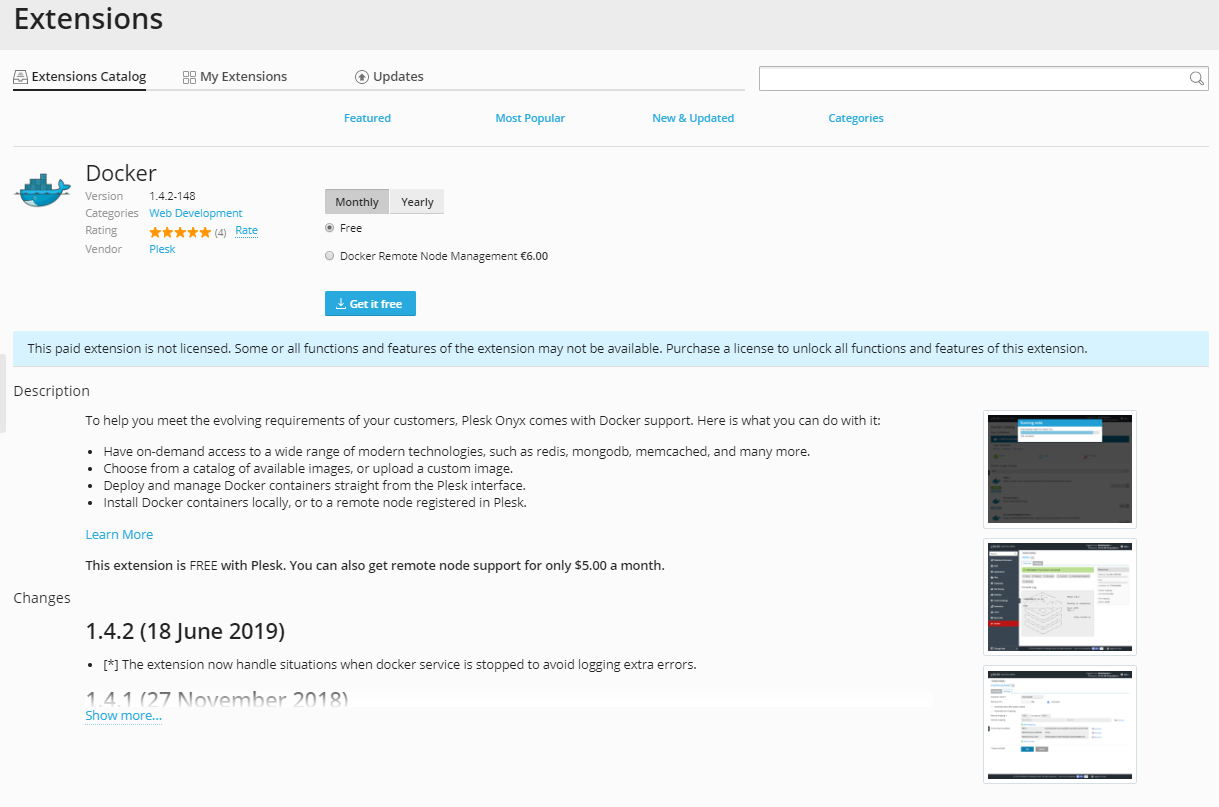 Extensions
Extensions Catalog
My Extensions
Updates
Featured
Most Popular
New & Updated
Categories
Docker
Version 1.4.2-148
Categories Web Development
Rating (4) Rate
Vendor Plesk
Monthly Yearly
Free
Docker Remote Node Management €6.00
Get it free
This paid extension is not licensed. Some or all functions and features of the extension may not be available. Purchase a license to unlock all functions and features of this extension.
Description
To help you meet the evolving requirements of your customers, Plesk Onyx comes with Docker support. Here is what you can do with it:
Have on-demand access to a wide range of modern technologies, such as redis, mongodb, memcached, and many more.
Choose from a catalog of available images, or upload a custom image.
Deploy and manage Docker containers straight from the Plesk interface.
Install Docker containers locally, or to a remote node registered in Plesk.
Learn More
This extension is FREE with Plesk. You can also get remote node support for only $5.00 a month.
Changes
1.4.2 (18 June 2019)
[*] The extension now handle situations when docker service is stopped to avoid logging extra errors.
1.4.1 (27 November 2018)
Show more...